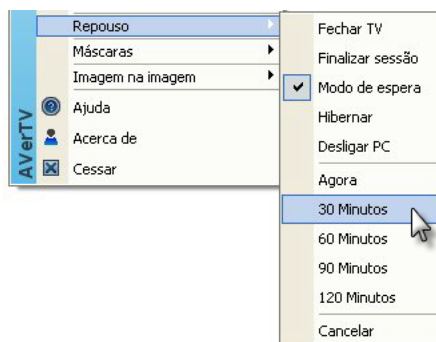 Repouso
Máscaras
Imagem na imagem
Ajuda
Acerca de
Cessar
AVerTV
Fechar TV
Finalizar sessão
Modo de espera
Hibernar
Desligar PC
Agora
30 Minutos
60 Minutos
90 Minutos
120 Minutos
Cancelar